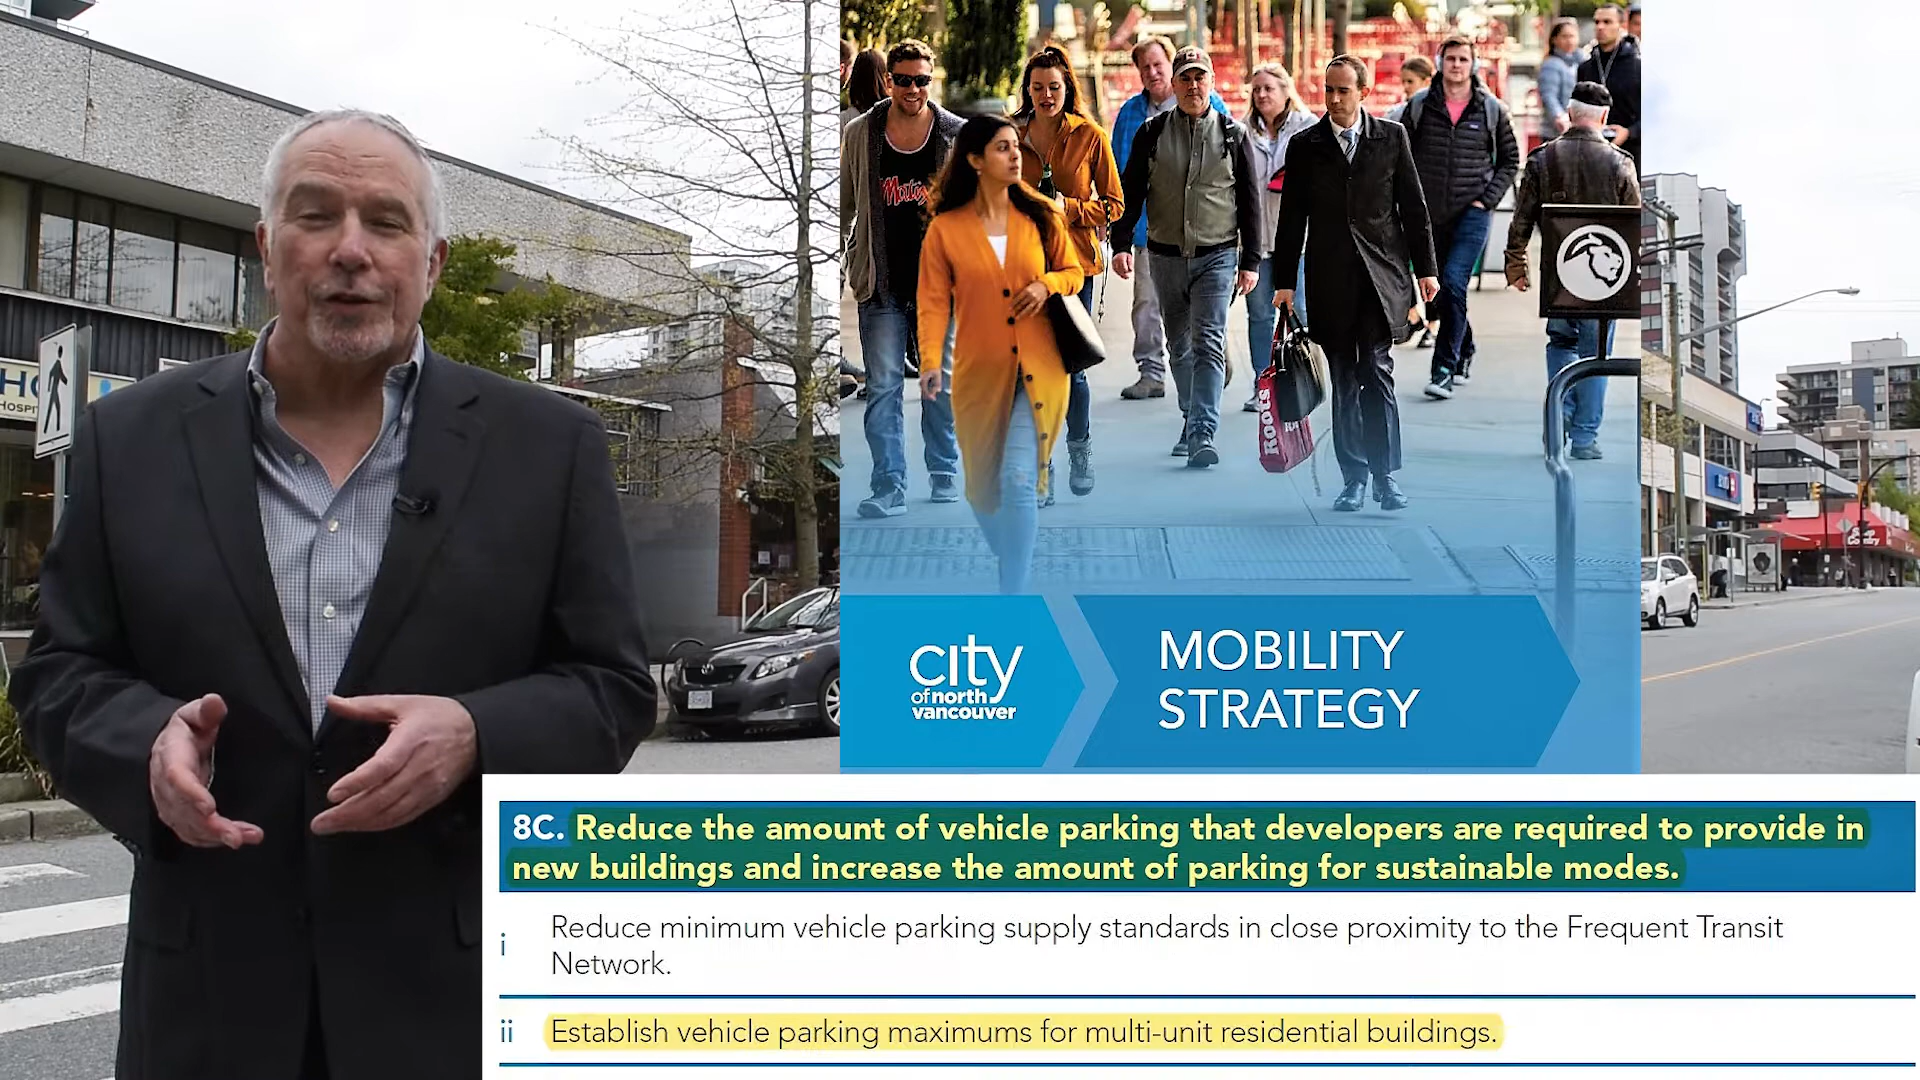 Roots
city
of north
vancouver
MOBILITY
STRATEGY
8C. Reduce the amount of vehicle parking that developers are required to provide in
new buildings and increase the amount of parking for sustainable modes.
i Reduce minimum vehicle parking supply standards in close proximity to the Frequent Transit
Network.
ii Establish vehicle parking maximums for multi-unit residential buildings.